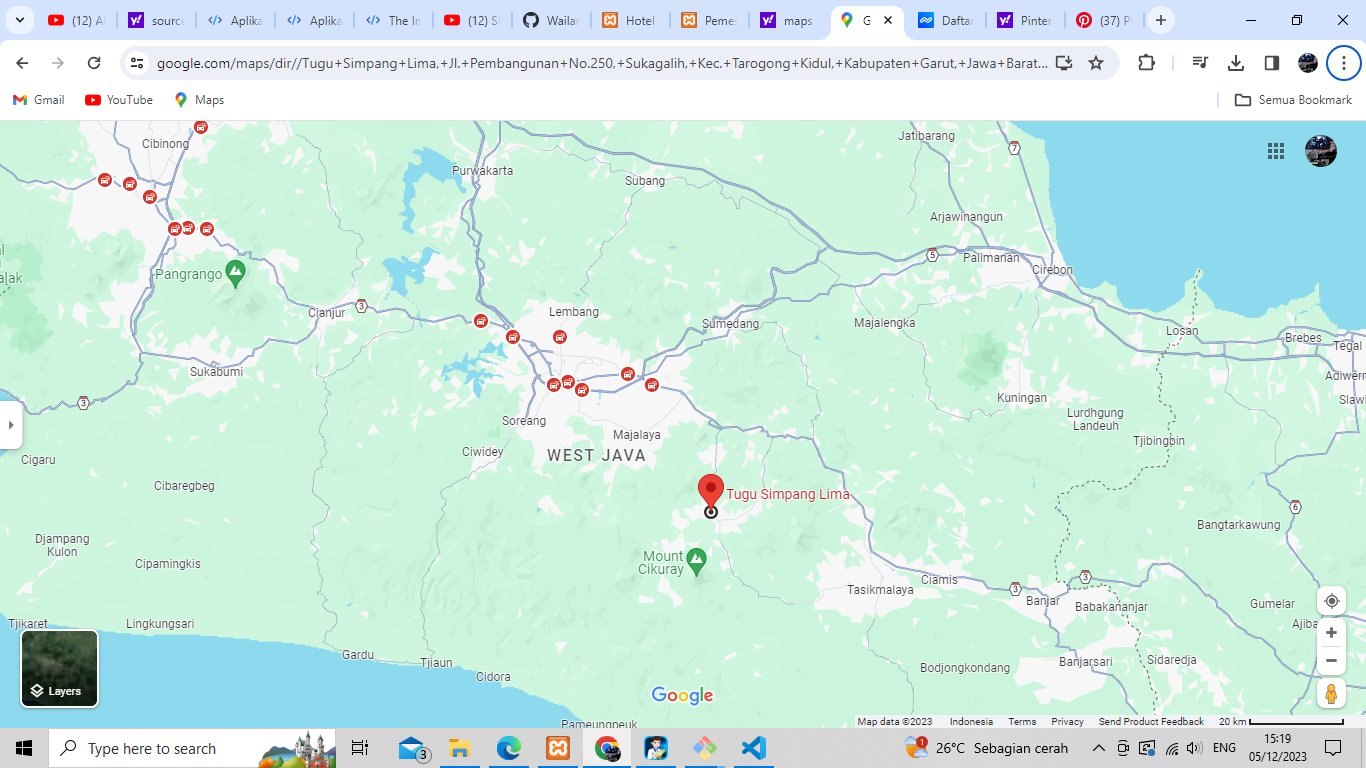 (12) Al
source
Aplika
Aplika
The In
(12) Si
Wailar
Hotel
Pemes
maps
G
Daftar
Pinter
(37) Pi
google.com/maps/dir//Tugu+Simpang+Lima,+Jl.+Pembangunan+No.250,+Sukagalih,+Kec.+Tarogong+Kidul,+Kabupaten+Garut,+Jawa+Barat...
Gmail
YouTube
Maps
Semua Bookmark
Cibinong
Jatibarang
7
Purwakarta
Subang
Arjawinangun
alak
Pangrango
5
Palimanan
Cirebon
3
Cianjur
Lembang
Sumedang
Majalengka
Losan
Brebes
Tegal
Sukabumi
Adiwern
3
Kuningan
Slawi
Soreang
Lurdhgung
Landeuh
Majalaya
Tjibingbin
Ciwidey
WEST JAVA
Cigaru
Cibaregbeg
Tugu Simpang Lima
6
Bangtarkawung
Djampang
Kulon
Cipamingkis
Mount
Cikuray
Tasikmalaya
Ciamis
3
3
Banjar
Babakananjar
Gumelar
Tjikaret
Lingkungsari
Ajiba
Gardu
Tjiaun
Cidora
Bodjongkondang
Banjarsari
Sidaredja
Layers
Google
Pameungpeuk
Map data ©2023
Indonesia
Terms
Privacy
Send Product Feedback
20 km
Type here to search
3
1
26°C Sebagian cerah
ENG
15:19
05/12/2023